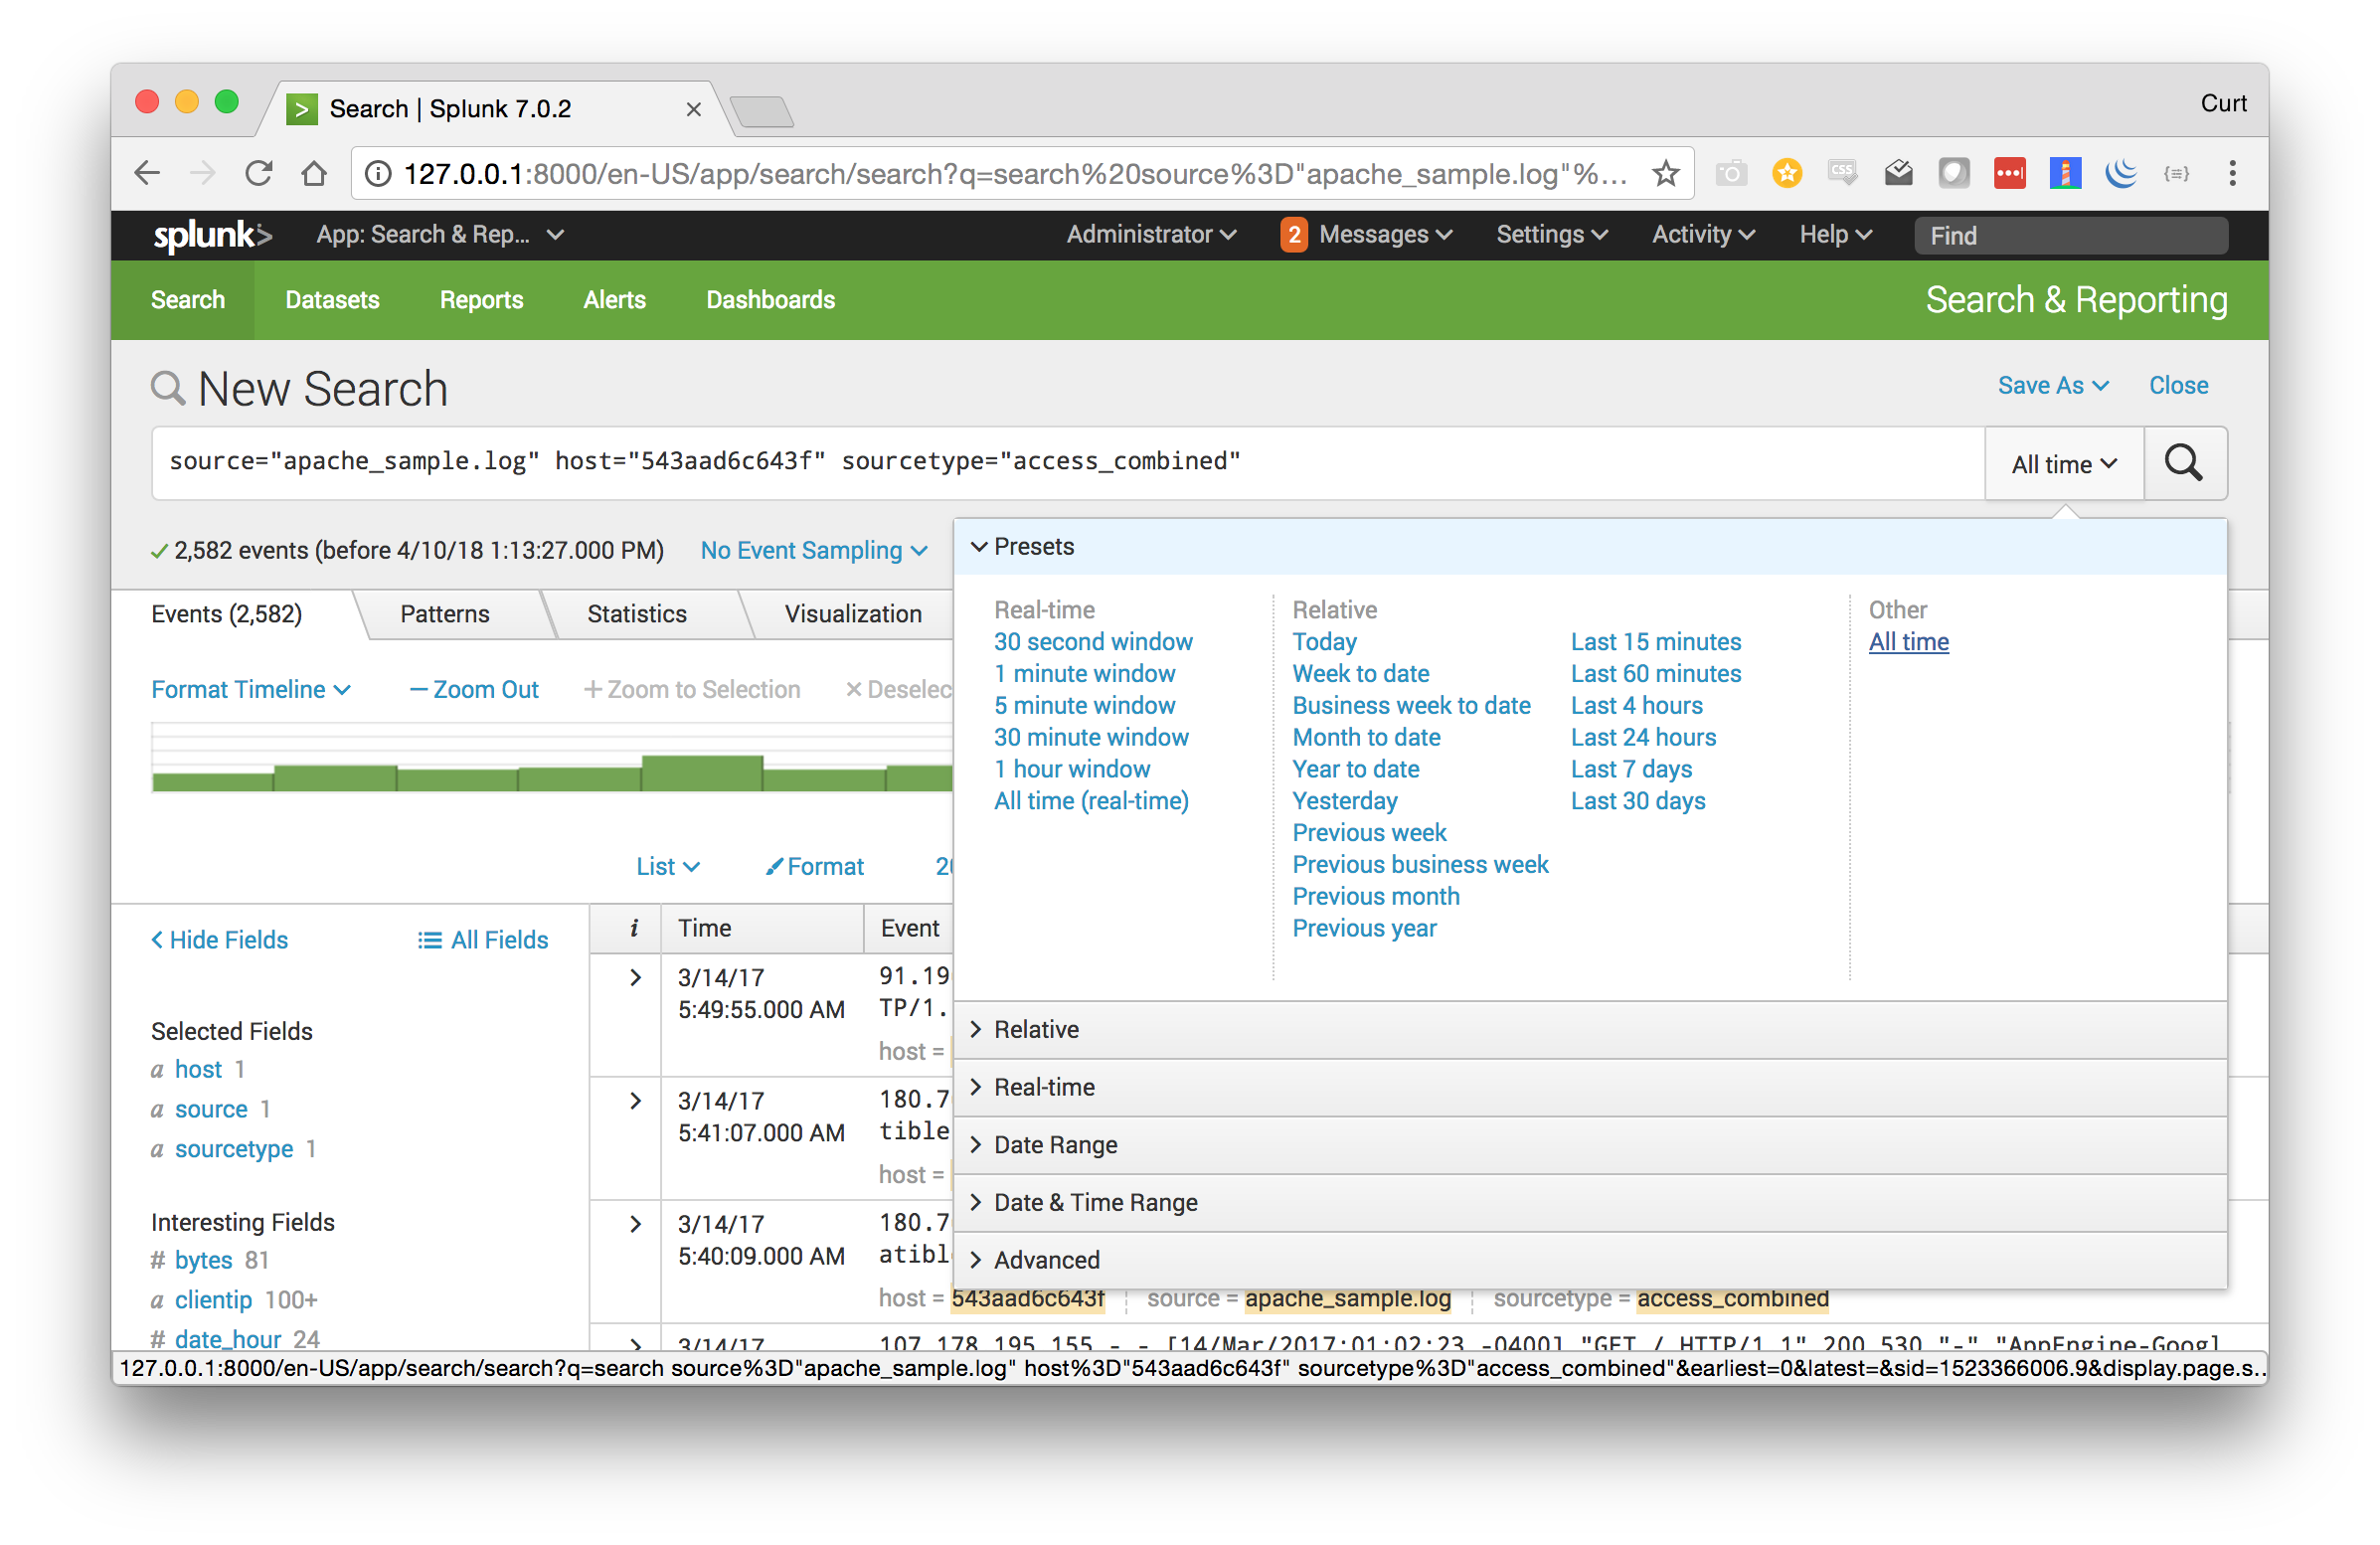 Search | Splunk 7.0.2
Curt
127.0.0.1:8000/en-US/app/search/search?q=search%20source%3D"apache_sample.log"%...
splunk> App: Search & Rep... Administrator 2 Messages Settings Activity Help Find
Search Datasets Reports Alerts Dashboards Search & Reporting
New Search Save As Close
source="apache_sample.log" host="543aad6c643f" sourcetype="access_combined" All time
2,582 events (before 4/10/18 1:13:27.000 PM) No Event Sampling
Events (2,582) Patterns Statistics Visualization
Format Timeline — Zoom Out + Zoom to Selection × Deselec
List Format
Hide Fields All Fields
Selected Fields
a host 1
a source 1
a sourcetype 1
Interesting Fields
# bytes 81
a clientip 100+
# date_hour 24
i Time Event
3/14/17
5:49:55.000 AM
91.19
TP/1.
host =
3/14/17
5:41:07.000 AM
180.7
tible
host =
3/14/17
5:40:09.000 AM
180.7
atibl
host = 543aad6c643f source = apache_sample.log sourcetype = access_combined
3/14/17 107.178.195.155 - - [14/Mar/2017:01:02:23 -0400] "GET / HTTP/1.1" 200 530 "-" "AppEngine-Googl
Presets
Real-time
30 second window
1 minute window
5 minute window
30 minute window
1 hour window
All time (real-time)
Relative
Today
Week to date
Business week to date
Month to date
Year to date
Yesterday
Previous week
Previous business week
Previous month
Previous year
Last 15 minutes
Last 60 minutes
Last 4 hours
Last 24 hours
Last 7 days
Last 30 days
Other
All time
Relative
Real-time
Date Range
Date & Time Range
Advanced
127.0.0.1:8000/en-US/app/search/search?q=search source%3D"apache_sample.log" host%3D"543aad6c643f" sourcetype%3D"access_combined"&earliest=0&latest=&sid=1523366006.9&display.page.s...